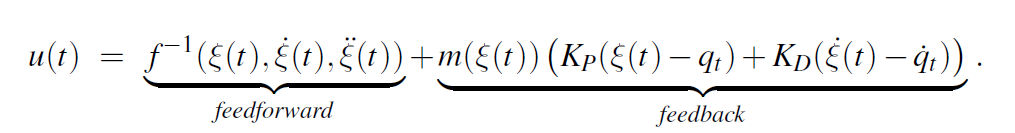 u(t) = f⁻¹(ξ(t), ξ̇(t), ξ̈(t)) + m(ξ(t)) (K_P(ξ(t) − q_t) + K_D(ξ̇(t) − q̇_t)) .
feedforward feedback